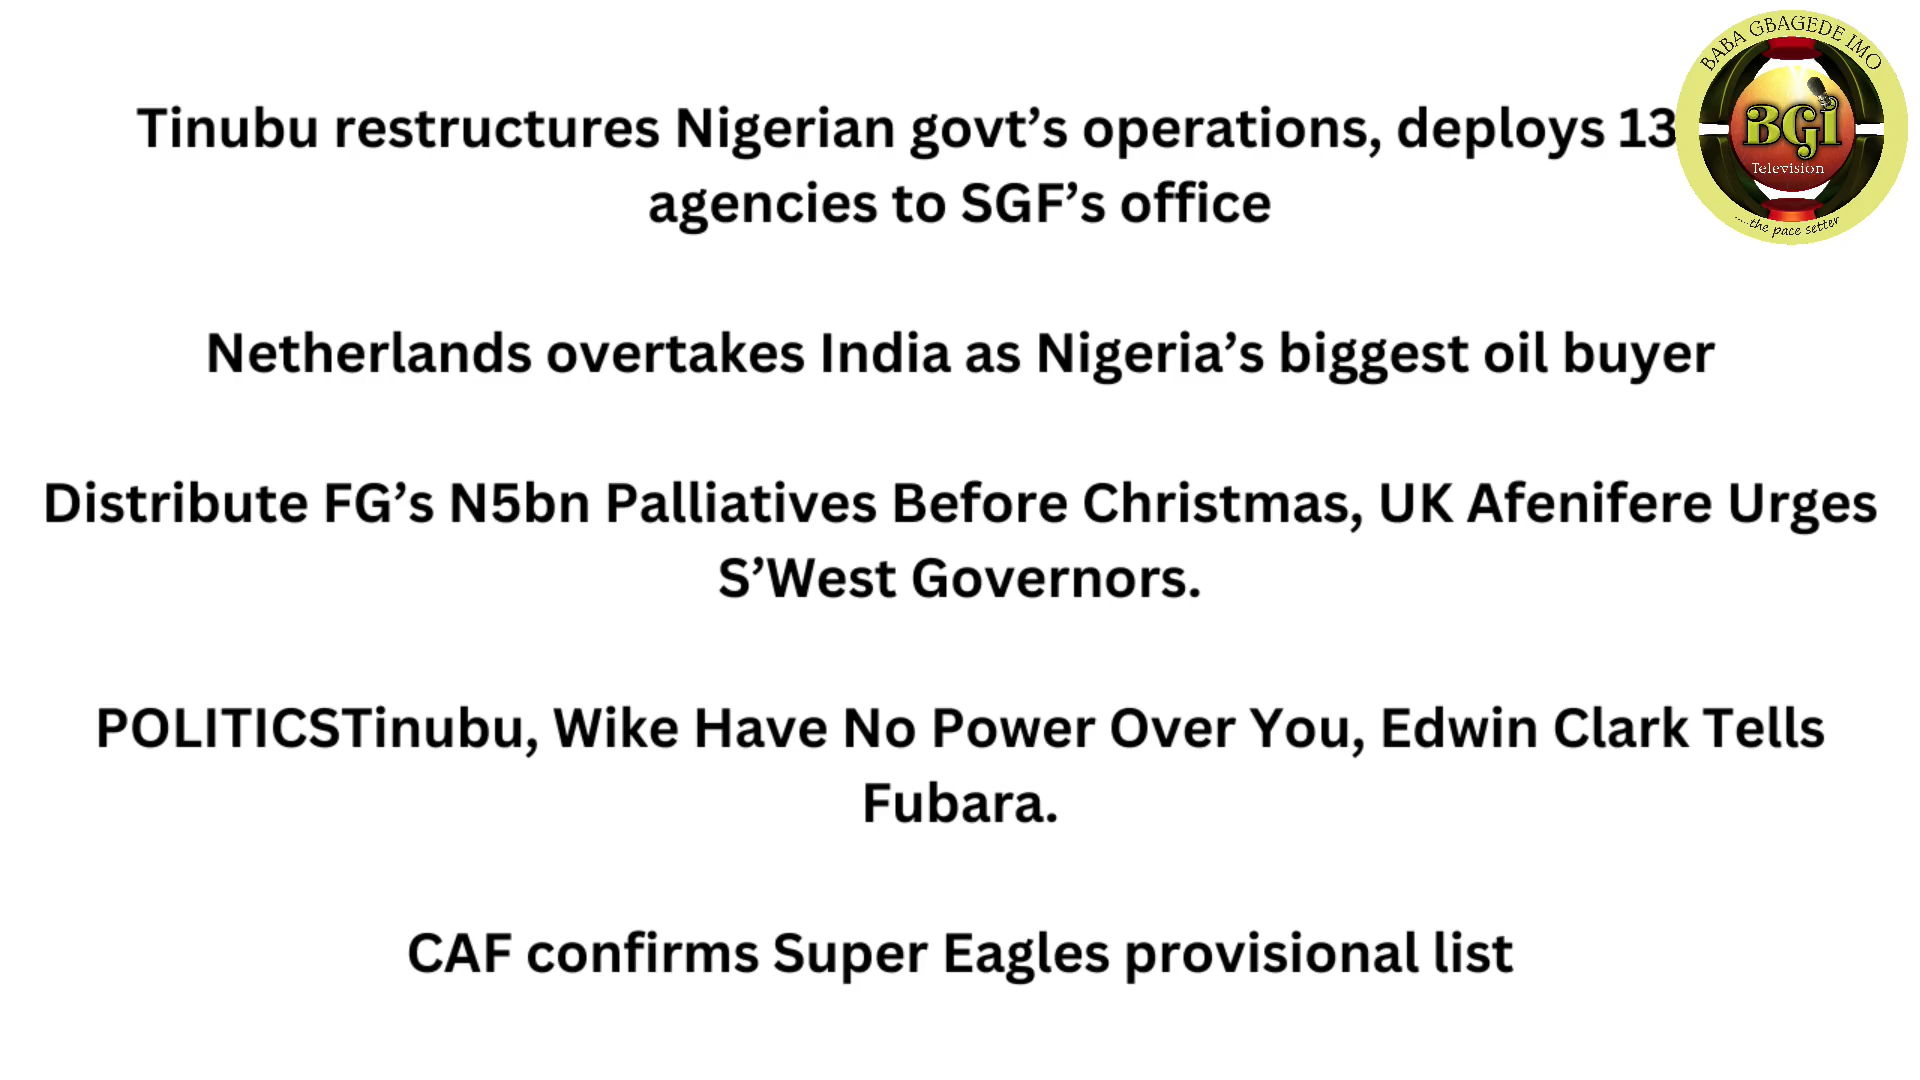 BABA GBAGEDE IMO
BGI
Television
.....the pace setter
Tinubu restructures Nigerian govt’s operations, deploys 13
agencies to SGF’s office
Netherlands overtakes India as Nigeria’s biggest oil buyer
Distribute FG’s N5bn Palliatives Before Christmas, UK Afenifere Urges
S’West Governors.
POLITICSTinubu, Wike Have No Power Over You, Edwin Clark Tells
Fubara.
CAF confirms Super Eagles provisional list